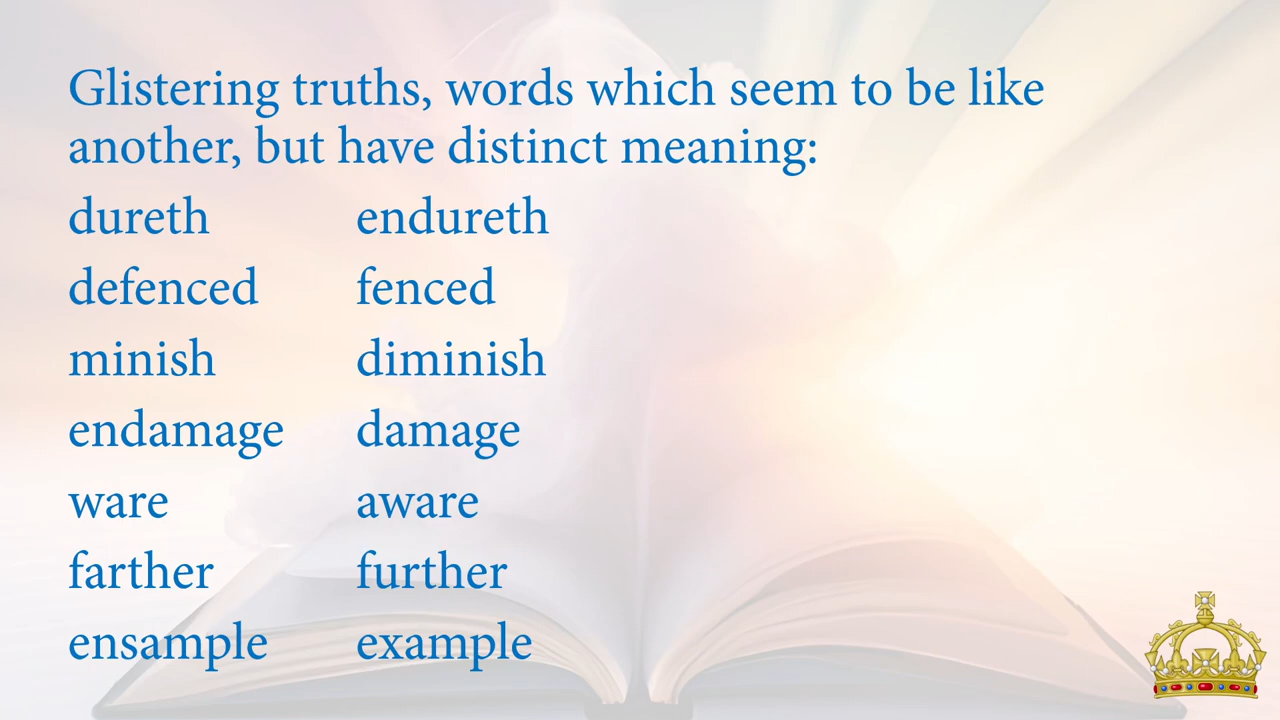 Glistering truths, words which seem to be like
another, but have distinct meaning:
dureth endureth
defenced fenced
minish diminish
endamage damage
ware aware
farther further
ensample example